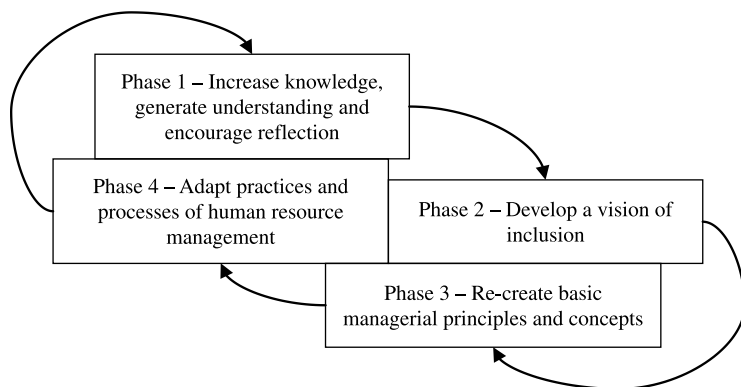 Phase 1 – Increase knowledge,
generate understanding and
encourage reflection
Phase 4 – Adapt practices and
processes of human resource
management
Phase 2 – Develop a vision of
inclusion
Phase 3 – Re-create basic
managerial principles and concepts